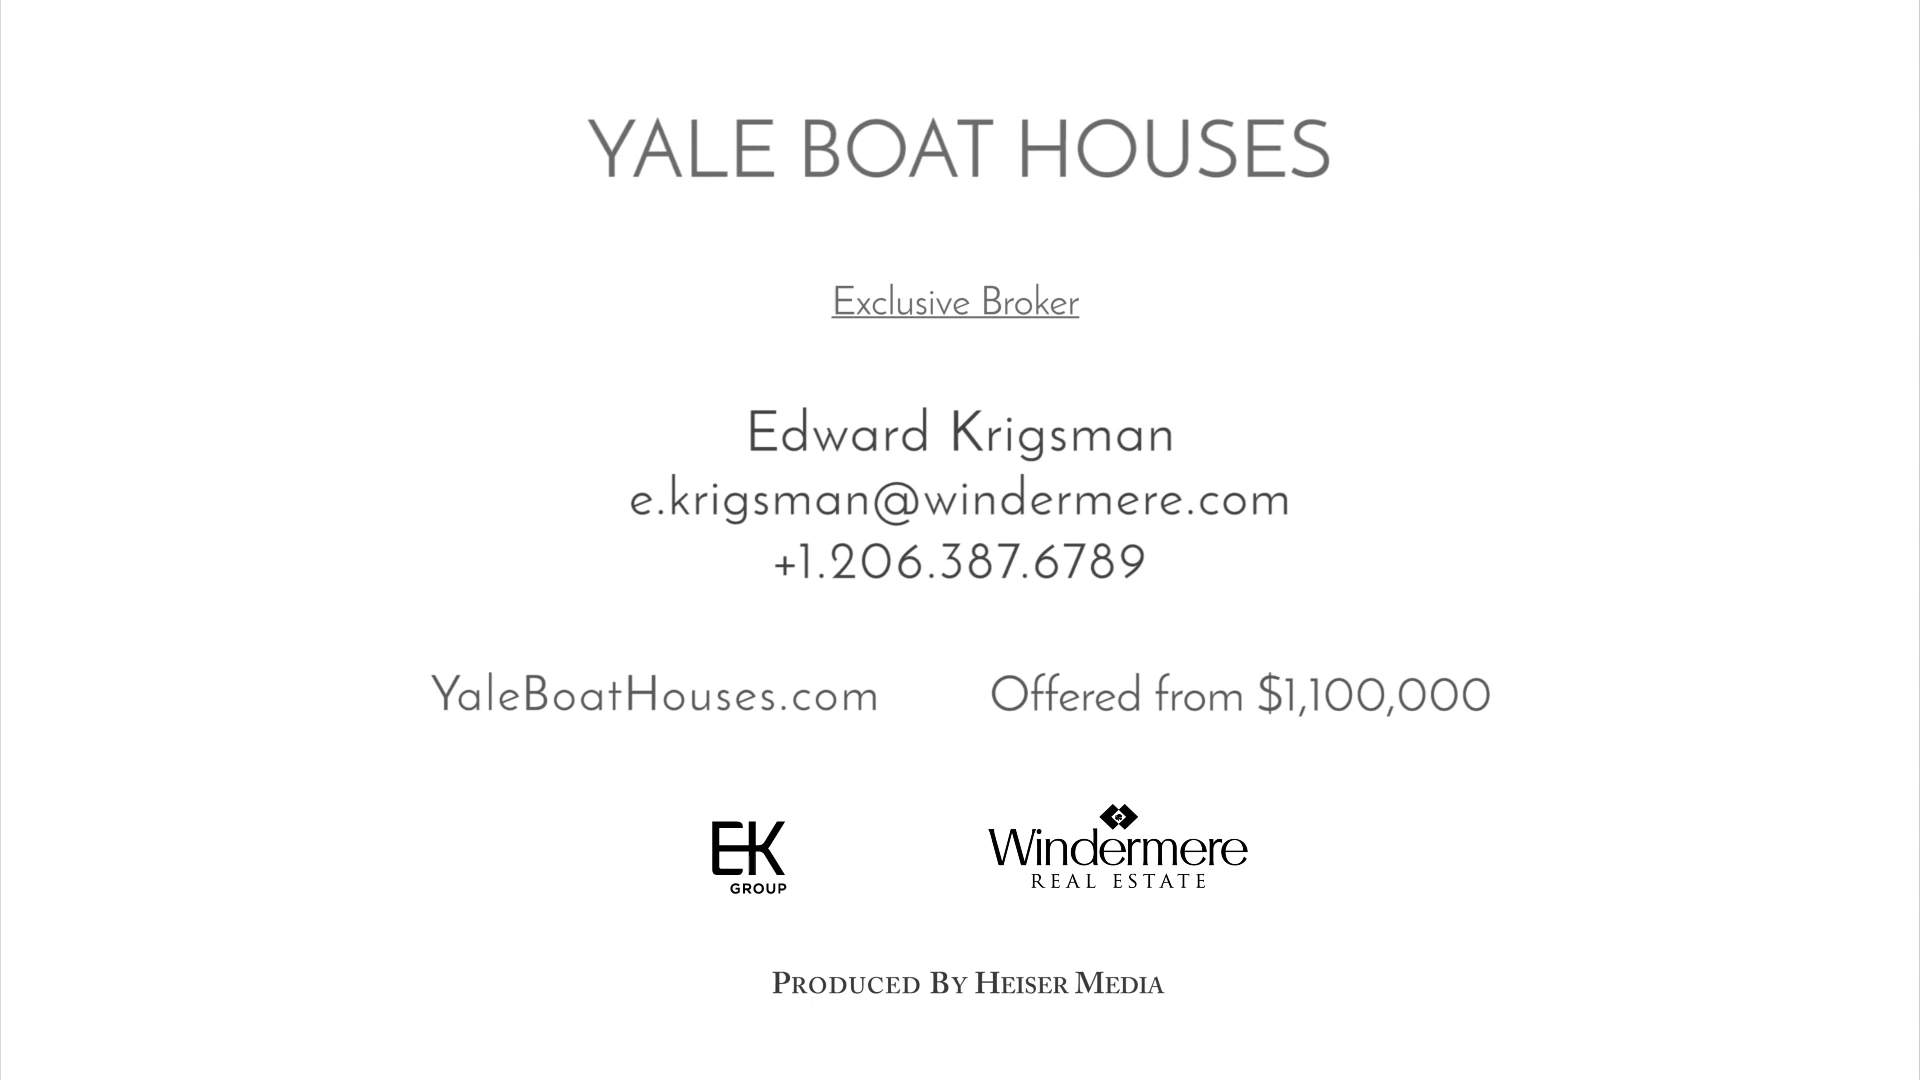 YALE BOAT HOUSES
Exclusive Broker
Edward Krigsman
e.krigsman@windermere.com
+1.206.387.6789
YaleBoatHouses.com
Offered from $1,100,000
EK
GROUP
Windermere
REAL ESTATE
PRODUCED BY HEISER MEDIA